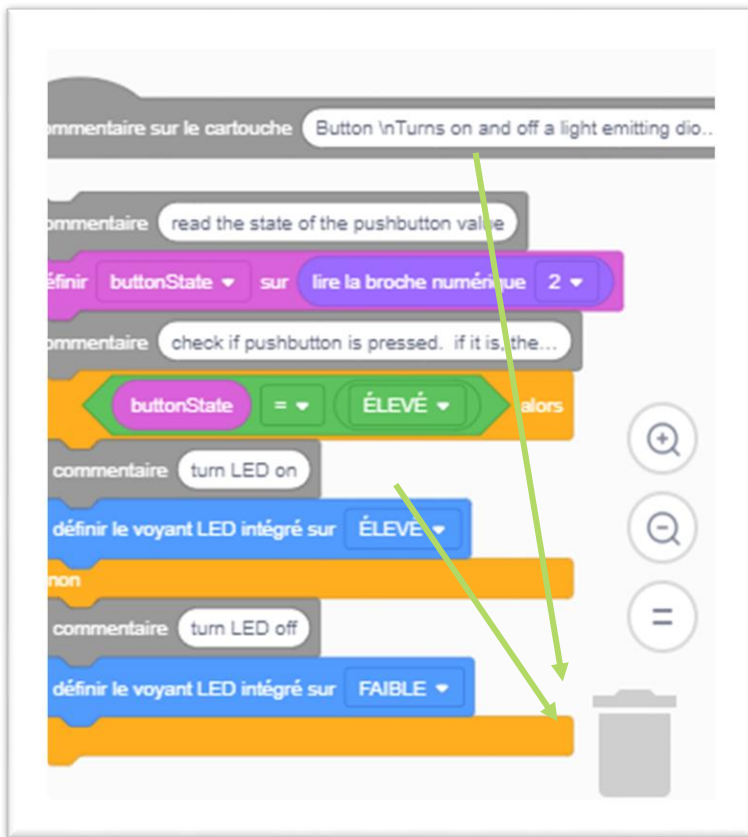 ommentaire sur le cartouche Button \nTurns on and off a light emitting dio...
ommentaire read the state of the pushbutton value
éfinir buttonState sur lire la broche numérique 2
ommentaire check if pushbutton is pressed. if it is, the...
buttonState = ÉLEVÉ alors
commentaire turn LED on
définir le voyant LED intégré sur ÉLEVÉ
non
commentaire turn LED off
définir le voyant LED intégré sur FAIBLE